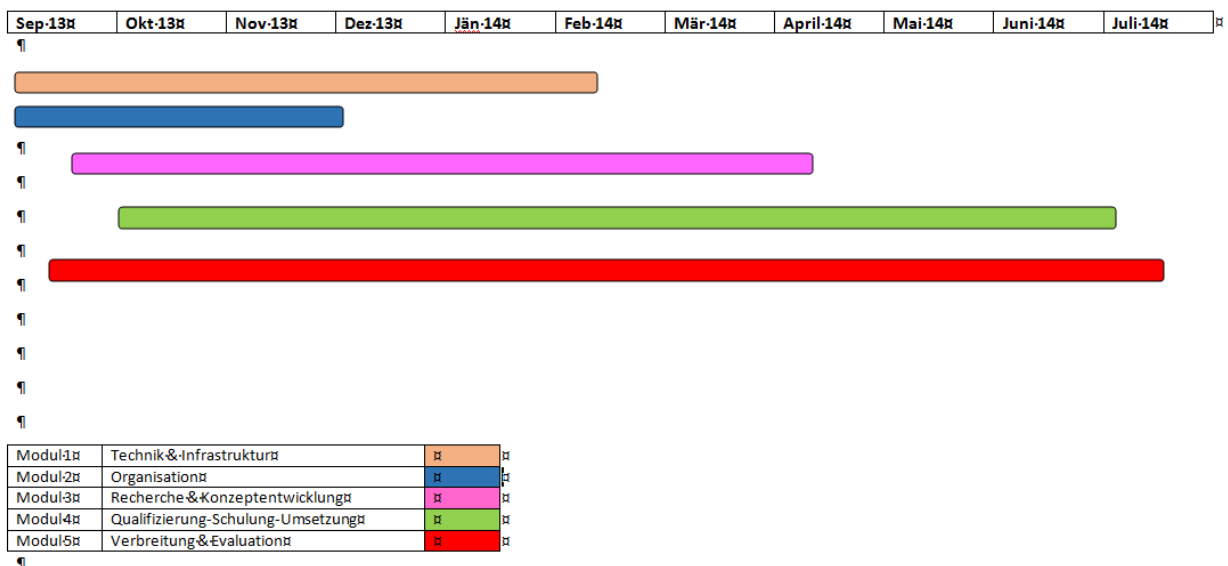 Sep·13¤ Okt·13¤ Nov·13¤ Dez·13¤ Jän·14¤ Feb·14¤ Mär·14¤ April·14¤ Mai·14¤ Juni·14¤ Juli·14¤ ¤
¶
¶
¶
¶
¶
¶
¶
¶
¶
¶
Modul·1¤ Technik·&·Infrastruktur¤ ¤ ¤
Modul·2¤ Organisation¤ ¤ ¤
Modul·3¤ Recherche·&·Konzeptentwicklung¤ ¤ ¤
Modul·4¤ Qualifizierung-Schulung-Umsetzung¤ ¤ ¤
Modul·5¤ Verbreitung·&·Evaluation¤ ¤ ¤
¶